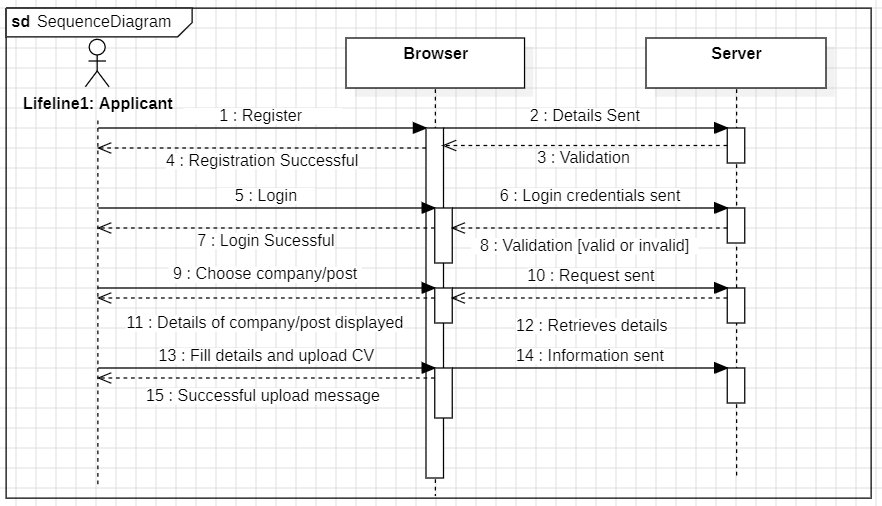 sd SequenceDiagram
Browser
Server
Lifeline1: Applicant
1 : Register
2 : Details Sent
3 : Validation
4 : Registration Successful
5 : Login
6 : Login credentials sent
7 : Login Sucessful
8 : Validation [valid or invalid]
9 : Choose company/post
10 : Request sent
11 : Details of company/post displayed
12 : Retrieves details
13 : Fill details and upload CV
14 : Information sent
15 : Successful upload message